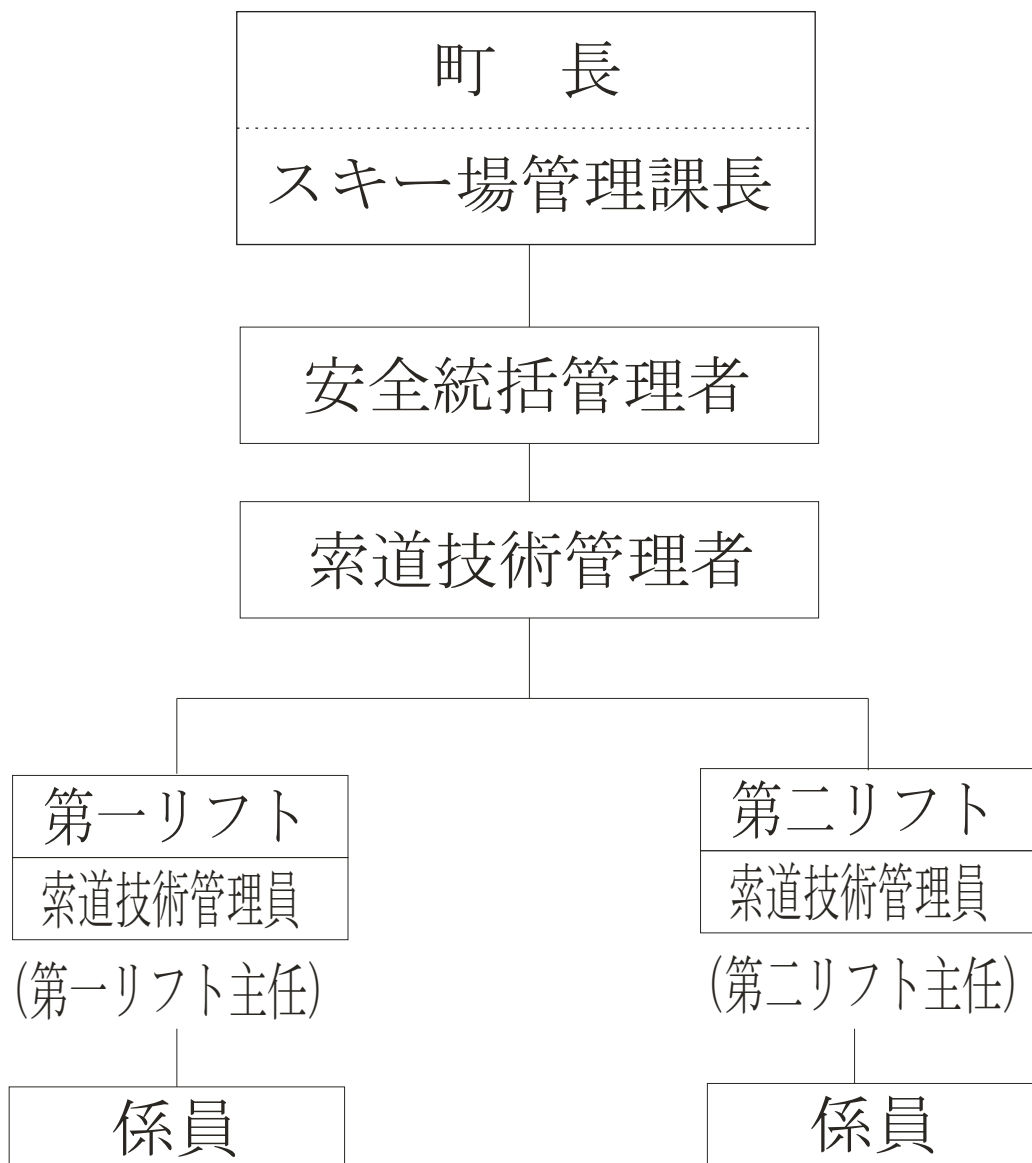 町　長
スキー場管理課長
安全統括管理者
索道技術管理者
第一リフト
索道技術管理員
(第一リフト主任)
係員
第二リフト
索道技術管理員
(第二リフト主任)
係員